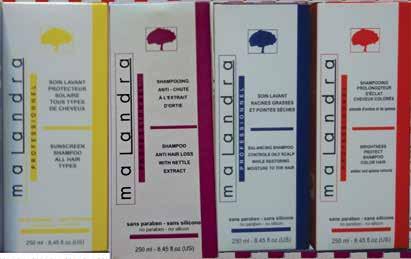 maLandra
PROFESSIONNEL
SOIN LAVANT
PROTECTEUR
SOLAIRE
TOUS TYPES
DE CHEVEUX
SUNSCREEN
SHAMPOO
ALL HAIR
TYPES
250 ml - 8.45 fl.oz (US)
maLandra
SHAMPOOING
ANTI - CHUTE
A L'EXTRAIT
D'ORTIE
SHAMPOO
ANTI HAIR LOSS
WITH NETTLE
EXTRACT
sans paraben - sans silicone
no paraben - no silicon
250 ml - 8.45 fl.oz (US)
maLandra
PROFESSIONNEL
SOIN LAVANT
RACINES GRASSES
ET POINTES SÈCHES
BALANCING SHAMPOO
CONTROLS OILY SCALP
WHILE RESTORING
MOISTURE TO THE HAIR
sans paraben - sans silicone
no paraben - no silicon
250 ml - 8.45 fl.oz (US)
maLandra
PROFESSIONNEL
SHAMPOOING
PROLONGATEUR
D'ÉCLAT
CHEVEUX COLORÉS
BRIGHTNESS
PROTECT
SHAMPOO
COLOR HAIR
sans paraben - sans silicone
no paraben - no silicon
250 ml - 8.45 fl.oz (US)